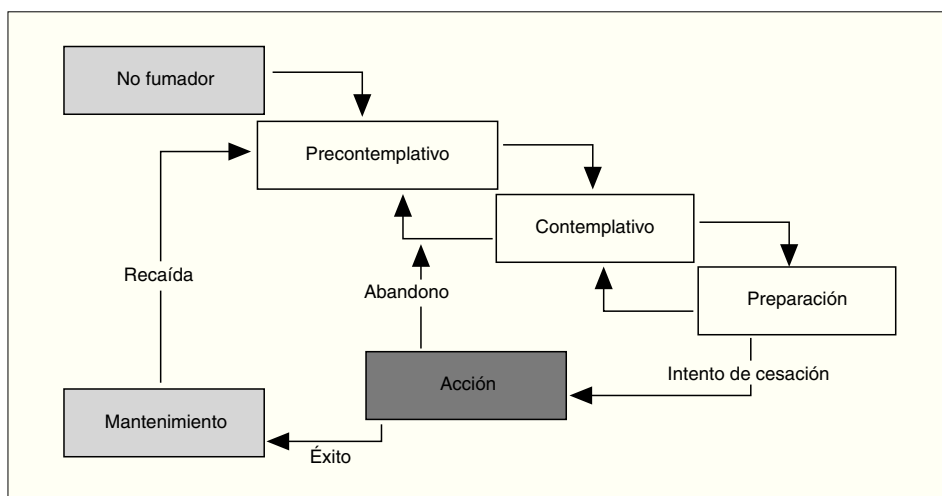 No fumador
Precontemplativo
Contemplativo
Recaída
Abandono
Preparación
Intento de cesación
Acción
Mantenimiento
Éxito